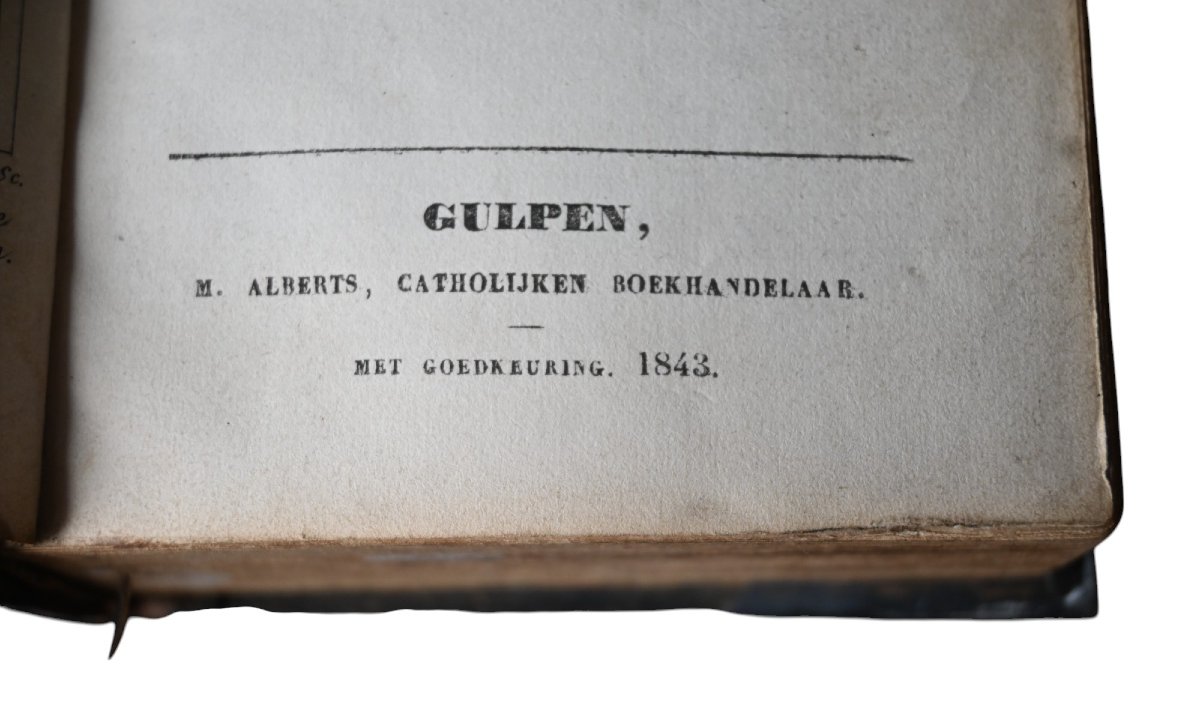 GULPEN,
M. ALBERTS, CATHOLIJKEN BOEKHANDELAAR.
MET GOEDKEURING. 1843.